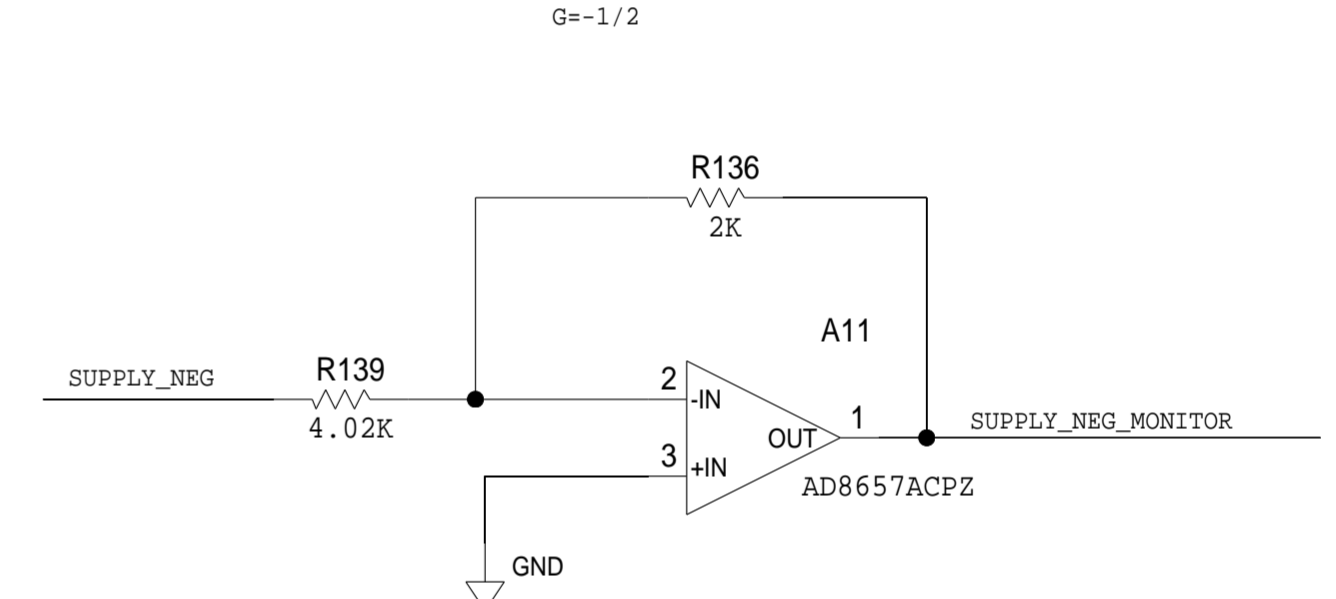 G=-1/2
R136
2K
A11
SUPPLY_NEG
R139
4.02K
2
-IN
3
+IN
OUT
1
SUPPLY_NEG_MONITOR
AD8657ACPZ
GND